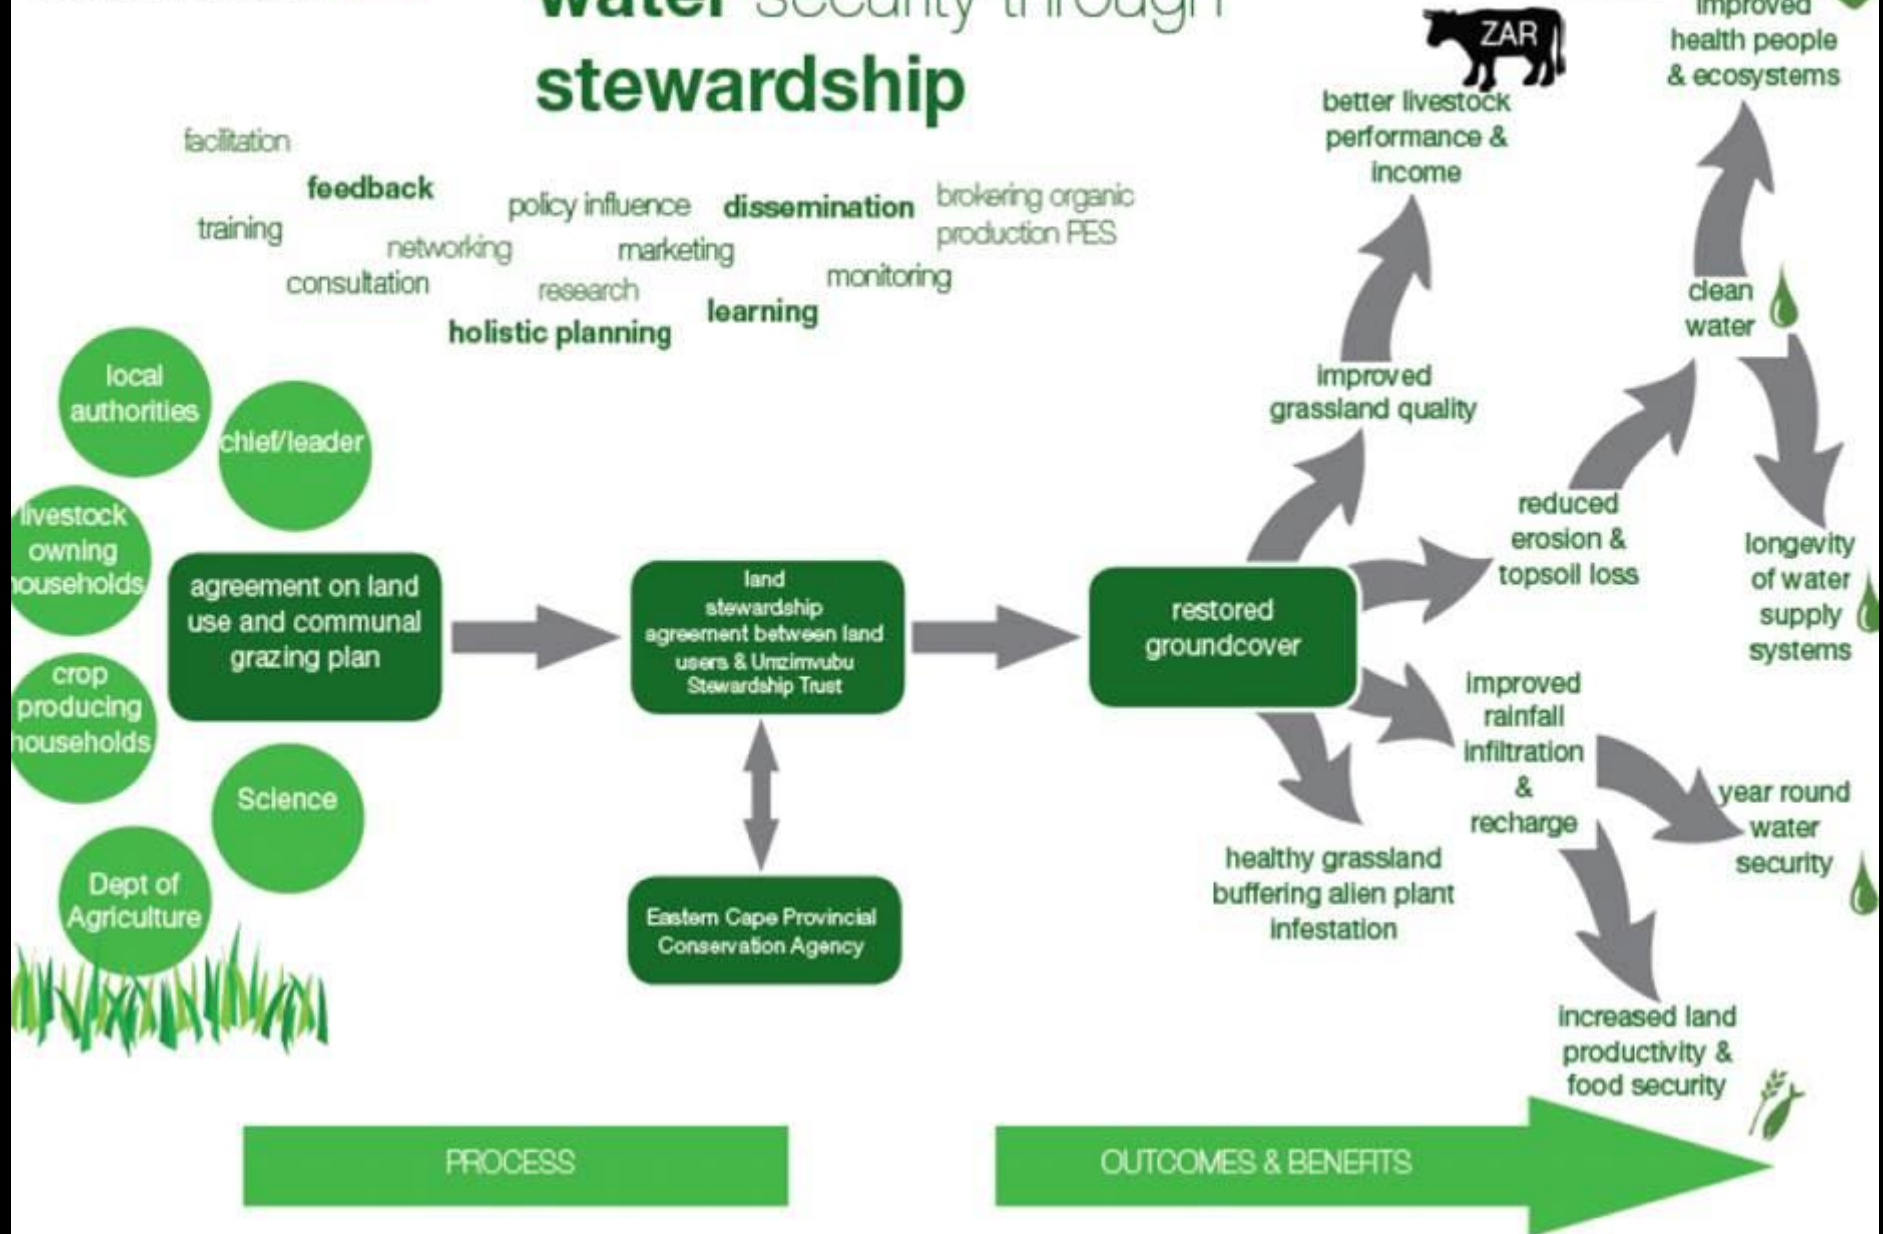 water security through
stewardship
facilitation
feedback
training
networking
consultation
policy influence
marketing
research
holistic planning
dissemination
learning
monitoring
brokering organic
production PES
local
authorities
chief/leader
livestock
owning
households
crop
producing
households
Science
Dept of
Agriculture
agreement on land
use and communal
grazing plan
land
stewardship
agreement between land
users & Umzimvubu
Stewardship Trust
Eastern Cape Provincial
Conservation Agency
restored
groundcover
improved
grassland quality
better livestock
performance &
income
ZAR
reduced
erosion &
topsoil loss
clean
water
improved
health people
& ecosystems
longevity
of water
supply
systems
improved
rainfall
infiltration
&
recharge
year round
water
security
healthy grassland
buffering alien plant
infestation
increased land
productivity &
food security
PROCESS
OUTCOMES & BENEFITS